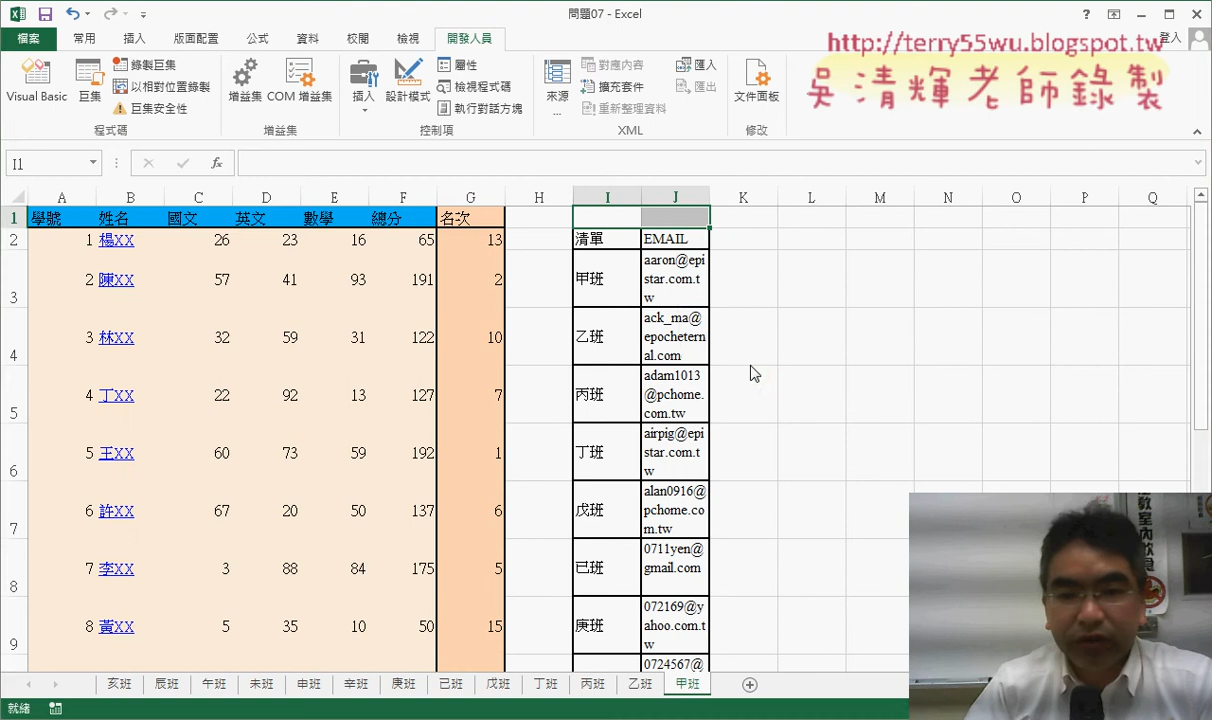 問題07 - Excel
檔案 常用 插入 版面配置 公式 資料 校閱 檢視 開發人員 登入
http://terry55wu.blogspot.tw
吳清輝老師錄製
Visual Basic 巨集 錄製巨集 以相對位置錄製 巨集安全性 程式碼
增益集 COM 增益集 增益集
插入 設計模式 屬性 檢視程式碼 執行對話方塊 控制項
來源... 對應內容 擴充套件 重新整理資料 匯入 匯出 XML
文件面板 修改
I1 fx
A B C D E F G H I J K L M N O P Q
1 學號 姓名 國文 英文 數學 總分 名次
2 1 楊XX 26 23 16 65 13 清單 EMAIL
3 2 陳XX 57 41 93 191 2 甲班 aaron@epistar.com.tw
4 3 林XX 32 59 31 122 10 乙班 ack_ma@epocheternal.com
5 4 丁XX 22 92 13 127 7 丙班 adam1013@pchome.com.tw
6 5 王XX 60 73 59 192 1 丁班 airpig@epistar.com.tw
7 6 許XX 67 20 50 137 6 戊班 alan0916@pchome.com.tw
8 7 李XX 3 88 84 175 5 已班 0711yen@gmail.com
9 8 黃XX 5 35 10 50 15 庚班 072169@yahoo.com.tw
0724567@
亥班 辰班 午班 未班 申班 辛班 庚班 已班 戊班 丁班 丙班 乙班 甲班
就緒